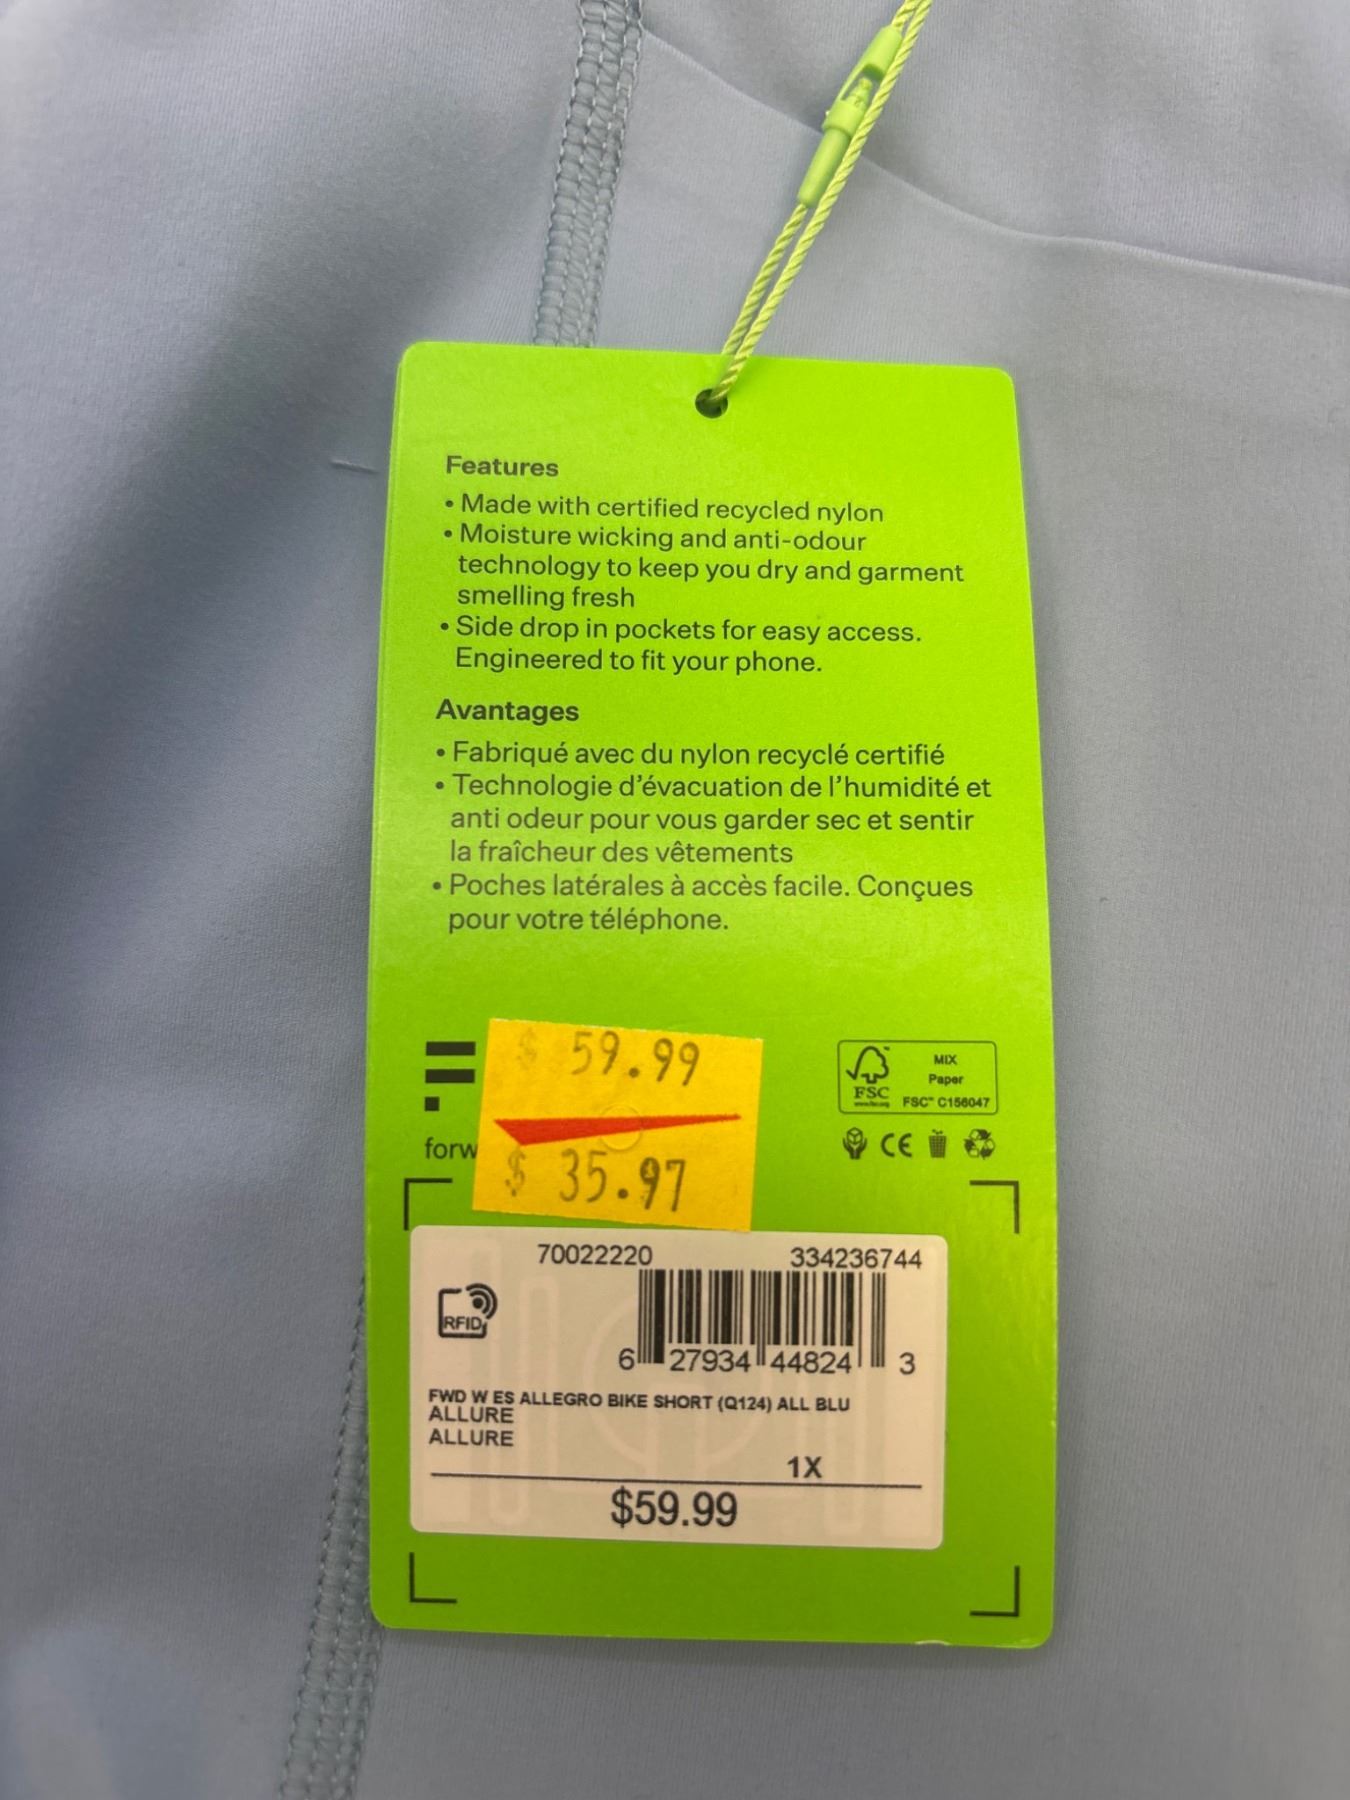 Features
• Made with certified recycled nylon
• Moisture wicking and anti-odour
technology to keep you dry and garment
smelling fresh
• Side drop in pockets for easy access.
Engineered to fit your phone.
Avantages
• Fabriqué avec du nylon recyclé certifié
• Technologie d'évacuation de l'humidité et
anti odeur pour vous garder sec et sentir
la fraîcheur des vêtements
• Poches latérales à accès facile. Conçues
pour votre téléphone.
$ 59.99
$ 35.97
forw
MIX
Paper
FSC™ C156047
FSC
CE
70022220 334236744
RFID
6 27934 44824 3
FWD W ES ALLEGRO BIKE SHORT (Q124) ALL BLU
ALLURE
ALLURE
1X
$59.99